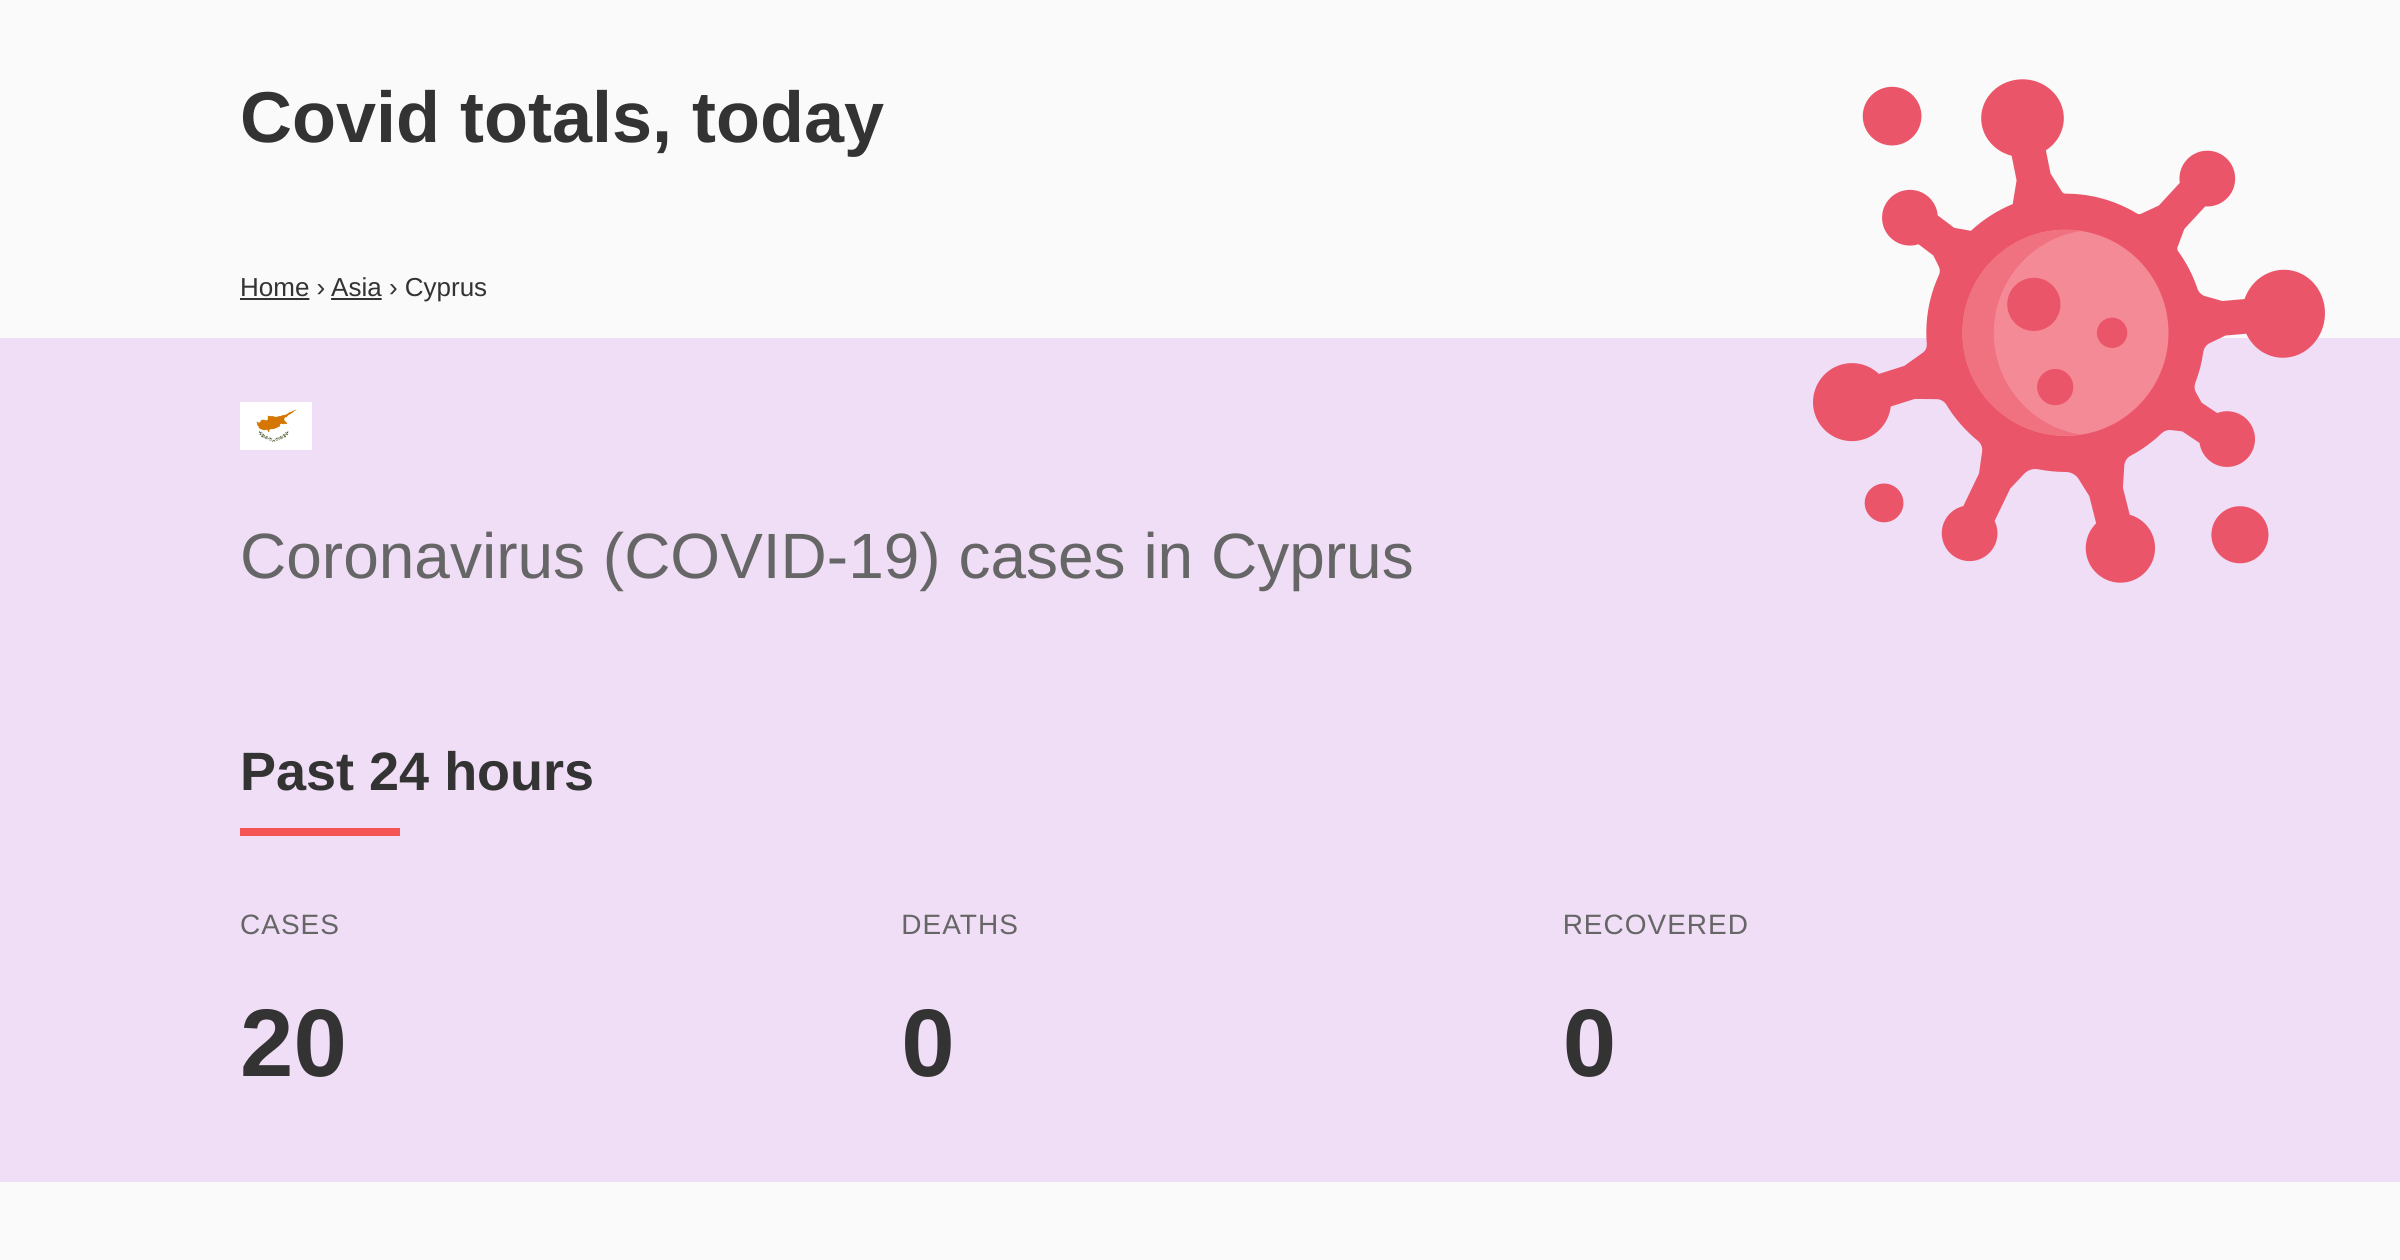 Covid totals, today
Home › Asia › Cyprus
Coronavirus (COVID-19) cases in Cyprus
Past 24 hours
CASES DEATHS RECOVERED
20 0 0